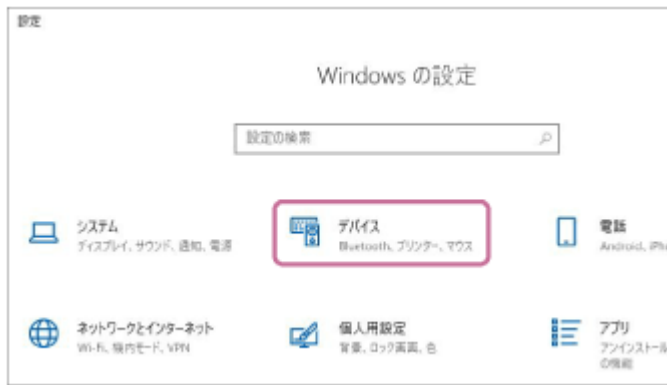 設定
Windows の設定
設定の検索
システム
ディスプレイ、サウンド、通知、電源
デバイス
Bluetooth、プリンター、マウス
電話
Android, iPho
ネットワークとインターネット
Wi-Fi、機内モード、VPN
個人用設定
背景、ロック画面、色
アプリ
アンインストール
の機能